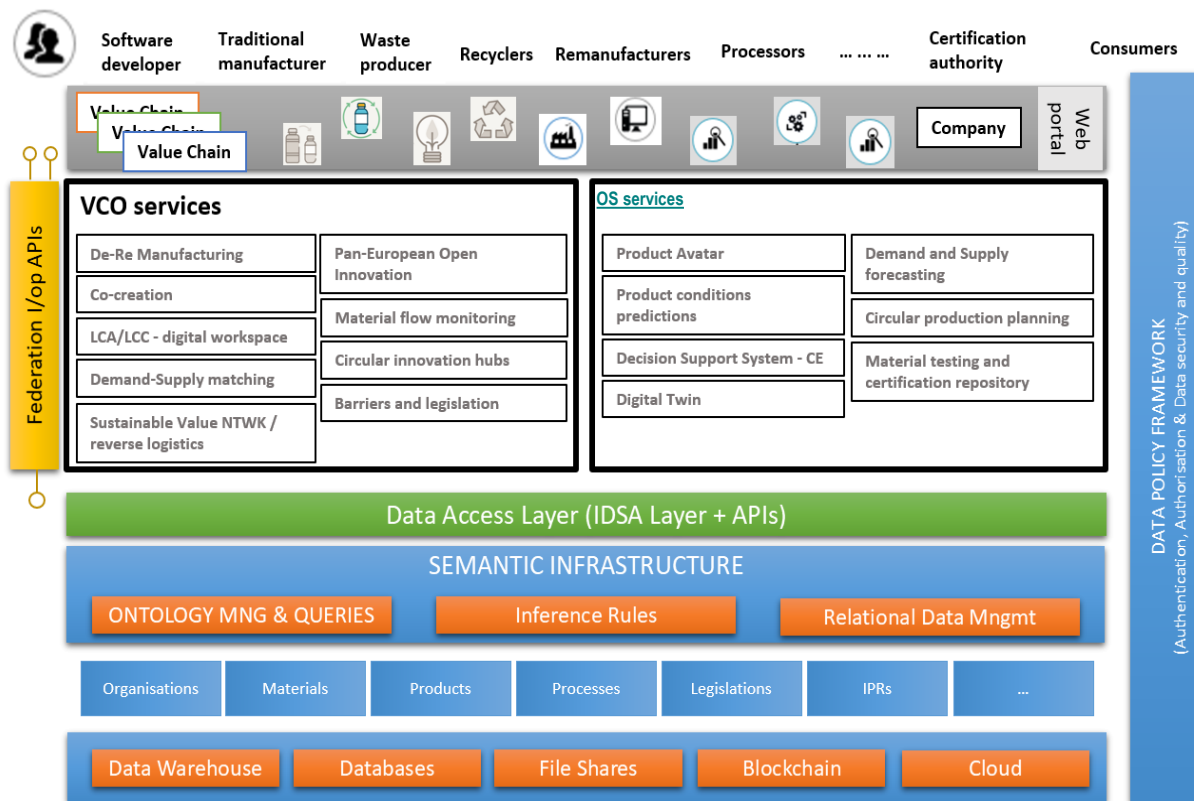 Software
developer
Traditional
manufacturer
Waste
producer
Recyclers
Remanufacturers
Processors
... ... ...
Certification
authority
Consumers
Value Chain
Value Chain
Value Chain
Company
Web
portal
Federation I/op APIs
VCO services
De-Re Manufacturing
Co-creation
LCA/LCC - digital workspace
Demand-Supply matching
Sustainable Value NTWK /
reverse logistics
Pan-European Open
Innovation
Material flow monitoring
Circular innovation hubs
Barriers and legislation
OS services
Product Avatar
Product conditions
predictions
Decision Support System - CE
Digital Twin
Demand and Supply
forecasting
Circular production planning
Material testing and
certification repository
Data Access Layer (IDSA Layer + APIs)
SEMANTIC INFRASTRUCTURE
ONTOLOGY MNG & QUERIES
Inference Rules
Relational Data Mngmt
Organisations
Materials
Products
Processes
Legislations
IPRs
...
Data Warehouse
Databases
File Shares
Blockchain
Cloud
DATA POLICY FRAMEWORK
(Authentication, Authorisation & Data security and quality)